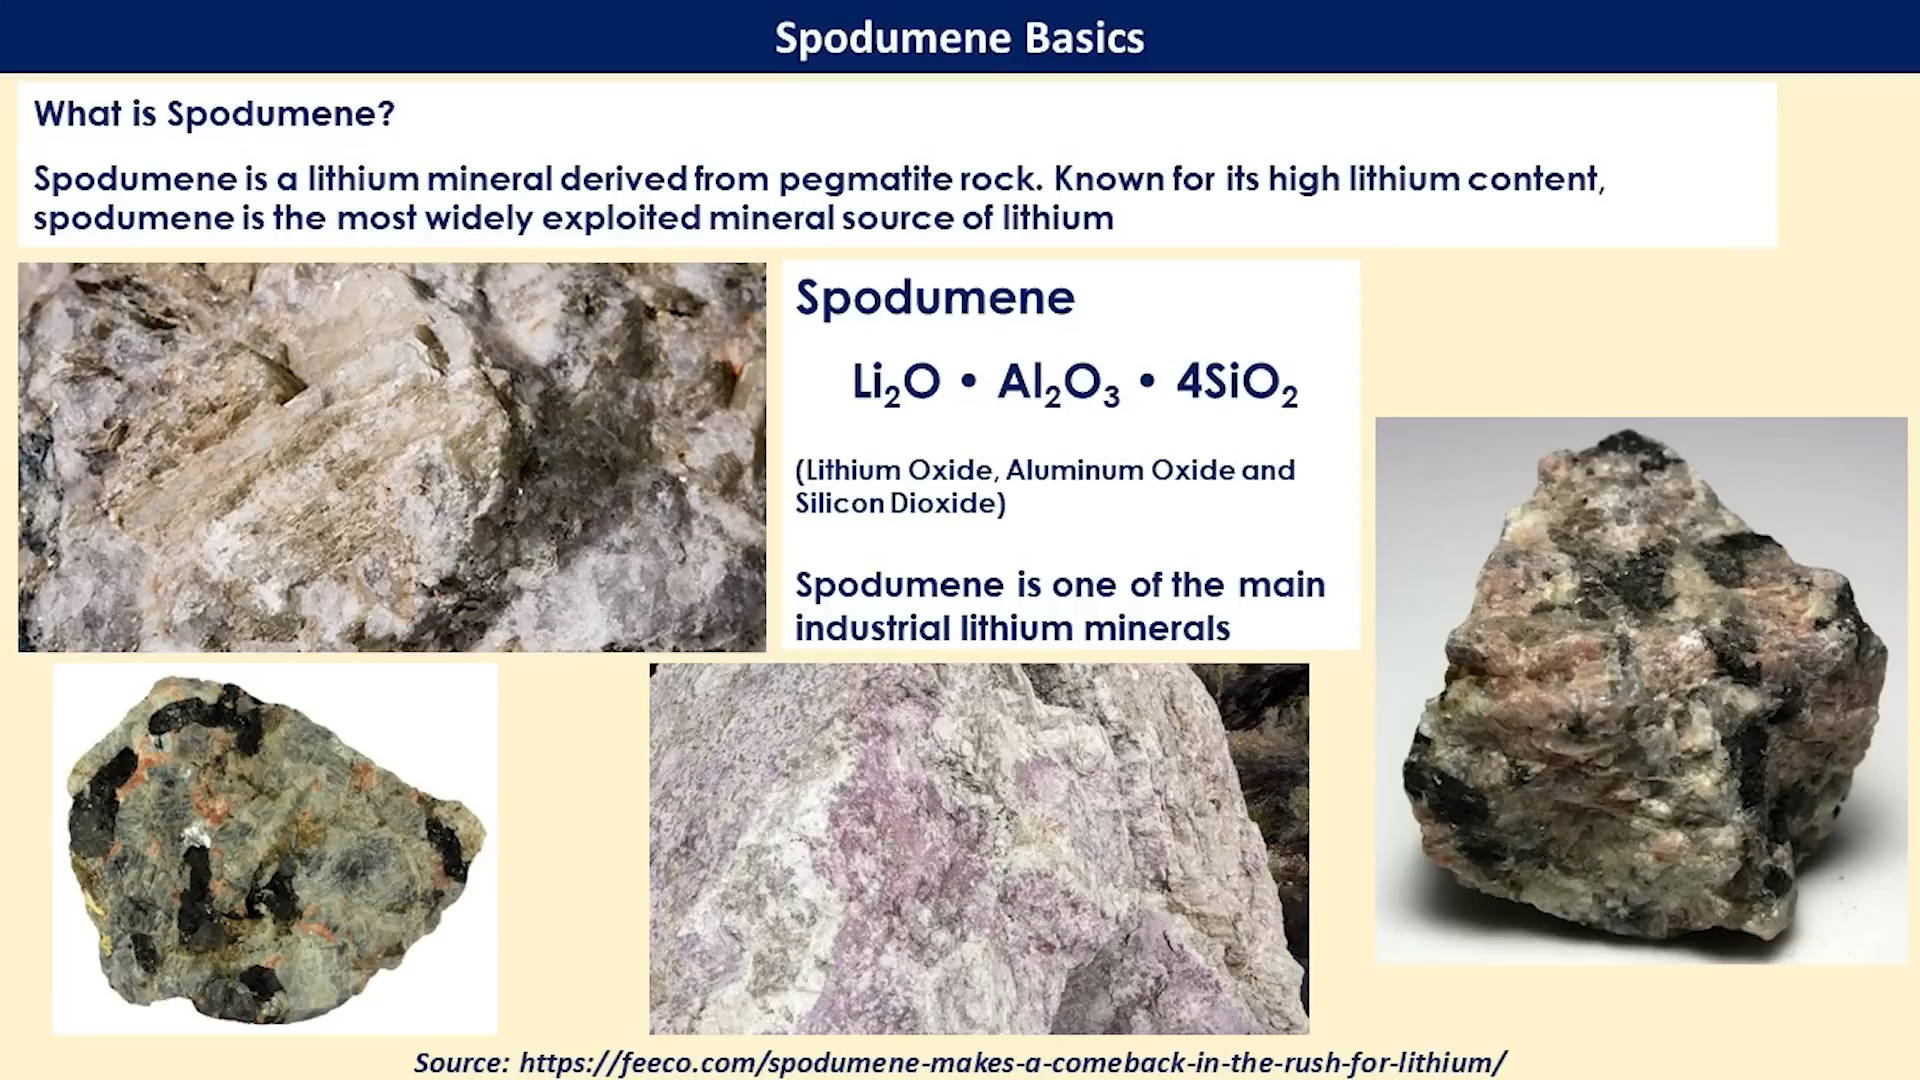 Spodumene Basics
What is Spodumene?
Spodumene is a lithium mineral derived from pegmatite rock. Known for its high lithium content,
spodumene is the most widely exploited mineral source of lithium
Spodumene
Li₂O • Al₂O₃ • 4SiO₂
(Lithium Oxide, Aluminum Oxide and
Silicon Dioxide)
Spodumene is one of the main
industrial lithium minerals
Source: https://feeco.com/spodumene-makes-a-comeback-in-the-rush-for-lithium/